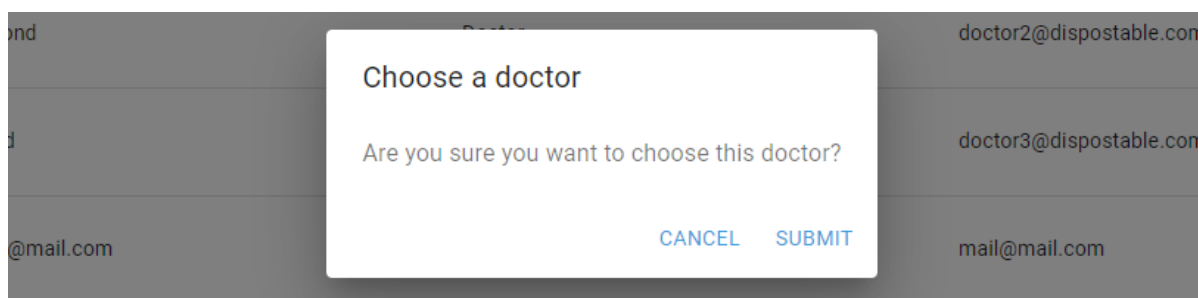 ond
doctor2@dispostable.com
Choose a doctor
Are you sure you want to choose this doctor?
doctor3@dispostable.com
CANCEL SUBMIT
@mail.com
mail@mail.com